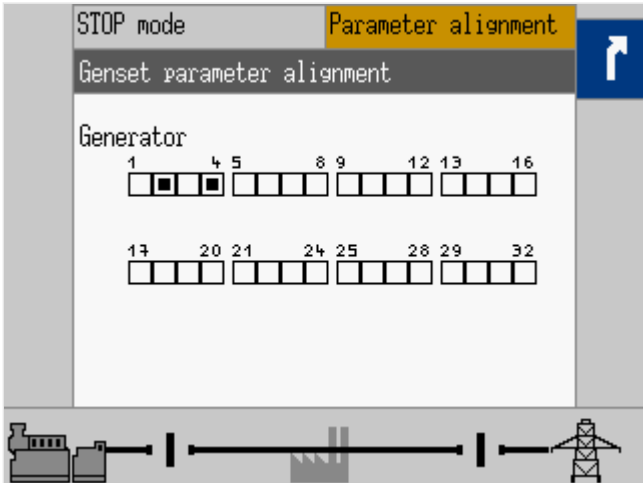 STOP mode Parameter alignment
Genset parameter alignment
Generator
1 4 5 8 9 12 13 16
17 20 21 24 25 28 29 32